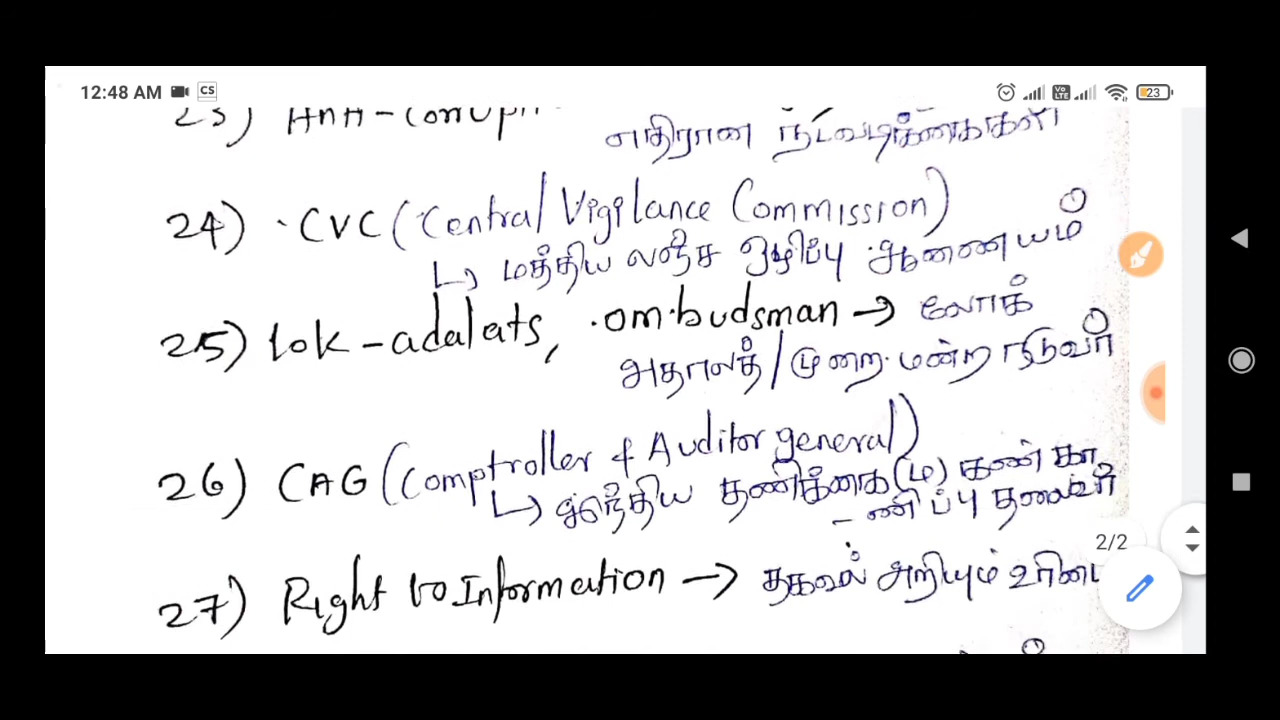 12:48 AM CS 23
எதிரான நடவடிக்கைகள்
24) CVC (Central Vigilance Commission)
↳ மத்திய லஞ்ச ஒழிப்பு ஆணையம்
25) lok-adalats, ombudsman → லோக்
அதாலத்/முறை மன்ற நடுவர்
26) CAG (Comptroller & Auditor general)
↳ இந்திய தணிக்கை (ம) கண்கா
- ணிப்பு தலைவர்
2/2
27) Right to Information → தகவல் அறியும்